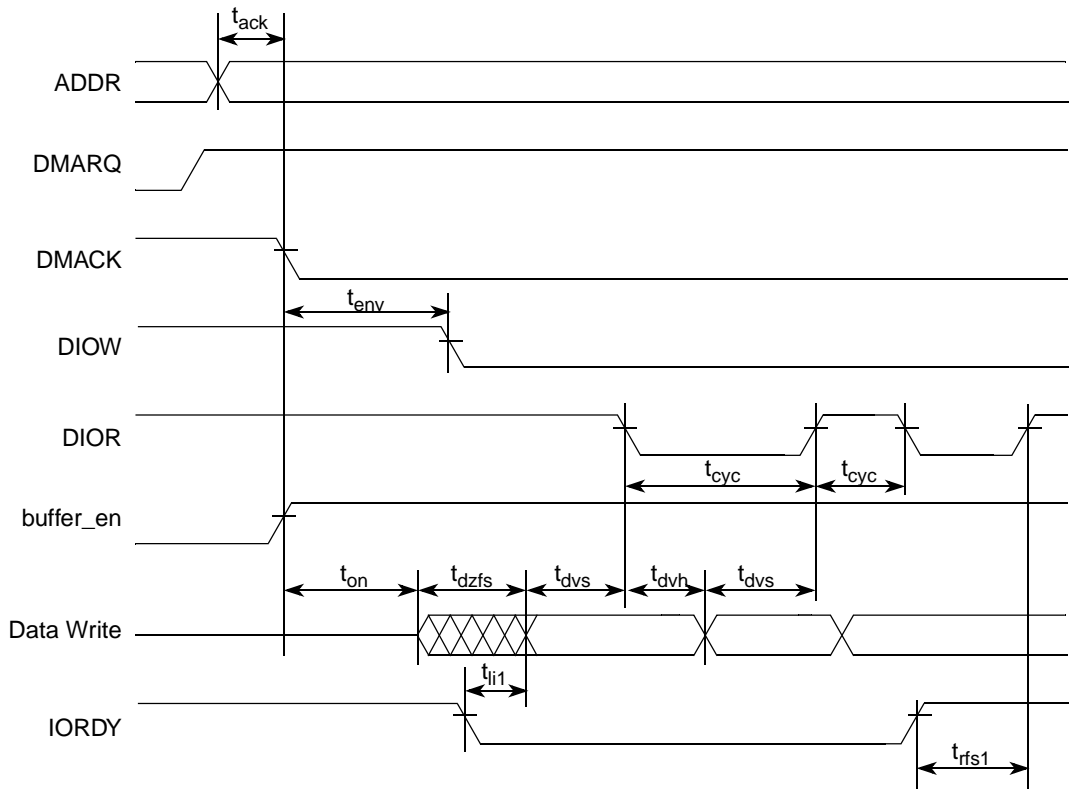 tack
ADDR
DMARQ
DMACK
tenv
DIOW
DIOR
tcyc
tcyc
buffer_en
ton
tdzfs
tdvs
tdvh
tdvs
Data Write
tli1
IORDY
trfs1